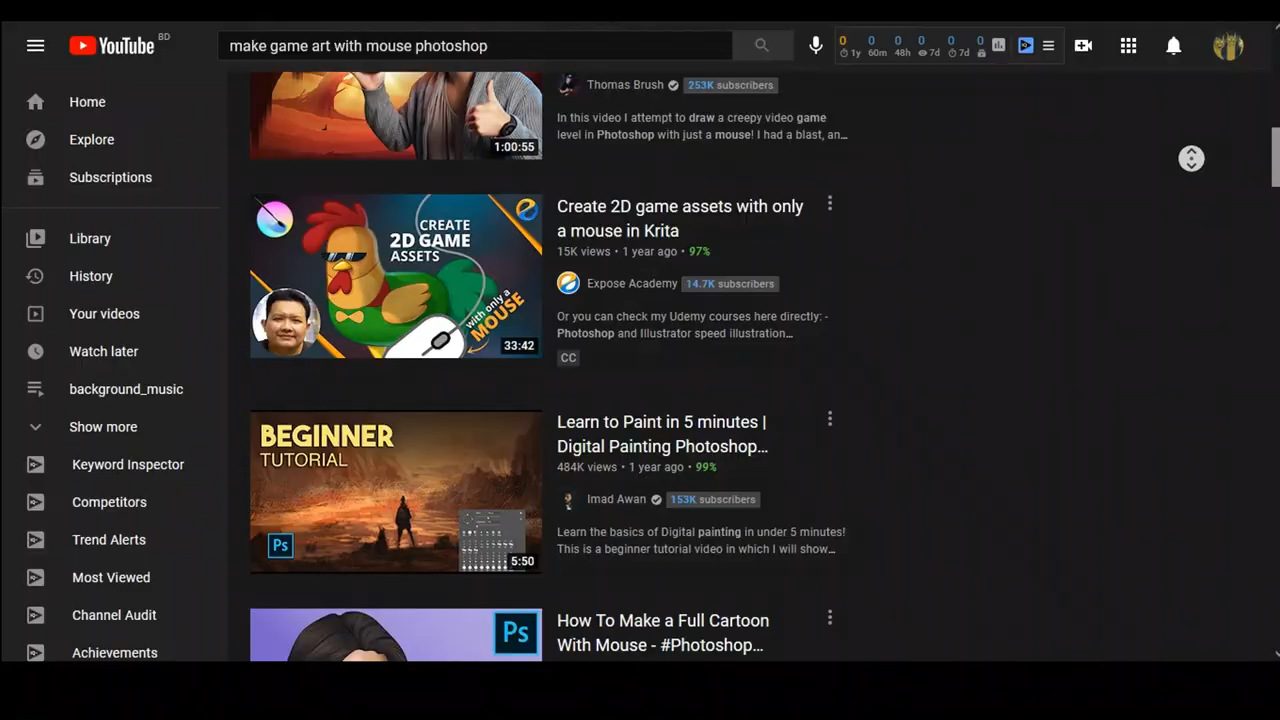 YouTube BD
make game art with mouse photoshop
0 0 0 0 0 0
1y 60m 48h 7d 7d
Home
Explore
Subscriptions
Library
History
Your videos
Watch later
background_music
Show more
Keyword Inspector
Competitors
Trend Alerts
Most Viewed
Channel Audit
Achievements
1:00:55
Thomas Brush 253K subscribers
In this video I attempt to draw a creepy video game
level in Photoshop with just a mouse! I had a blast, an...
CREATE
2D GAME
ASSETS
with only a
MOUSE
33:42
Create 2D game assets with only
a mouse in Krita
15K views • 1 year ago • 97%
Expose Academy 14.7K subscribers
Or you can check my Udemy courses here directly: -
Photoshop and Illustrator speed illustration...
CC
BEGINNER
TUTORIAL
Ps
5:50
Learn to Paint in 5 minutes |
Digital Painting Photoshop...
484K views • 1 year ago • 99%
Imad Awan 153K subscribers
Learn the basics of Digital painting in under 5 minutes!
This is a beginner tutorial video in which I will show...
Ps
How To Make a Full Cartoon
With Mouse - #Photoshop...